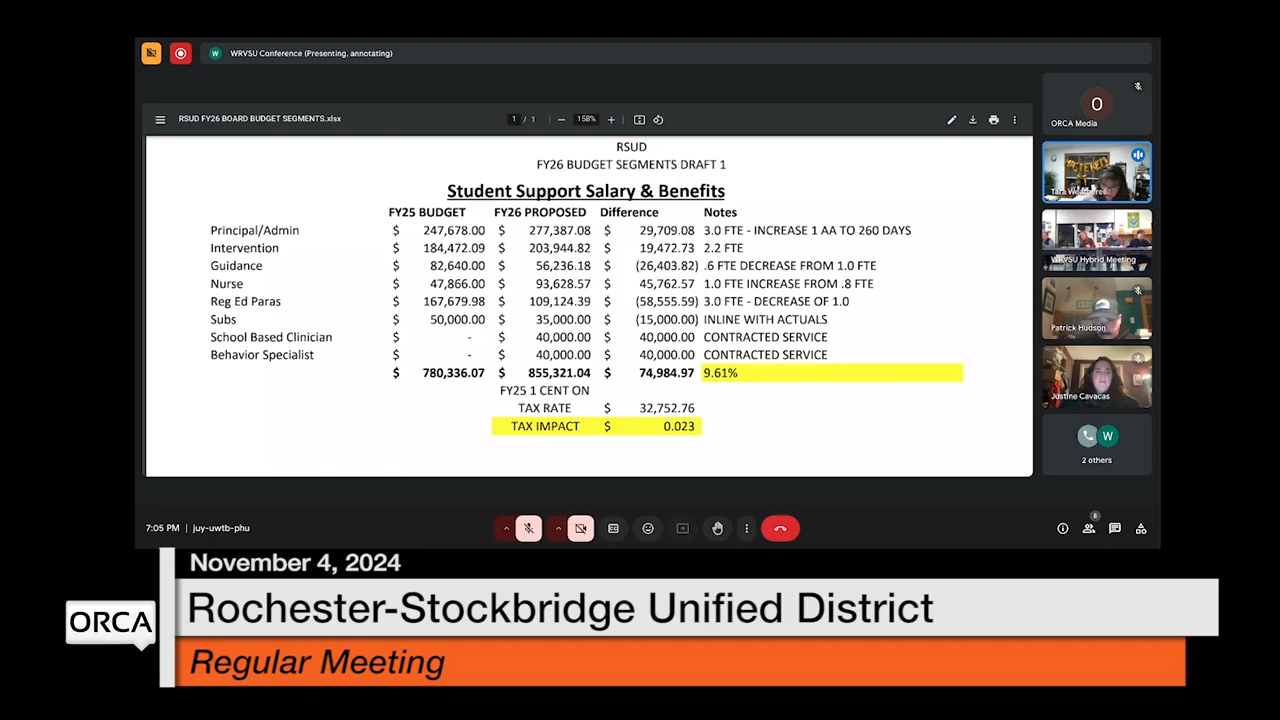 W WRVSU Conference (Presenting, annotating)
RSUD FY26 BOARD BUDGET SEGMENTS.xlsx 1 / 1 — 158% +
RSUD
FY26 BUDGET SEGMENTS DRAFT 1
Student Support Salary & Benefits
FY25 BUDGET FY26 PROPOSED Difference Notes
Principal/Admin $ 247,678.00 $ 277,387.08 $ 29,709.08 3.0 FTE - INCREASE 1 AA TO 260 DAYS
Intervention $ 184,472.09 $ 203,944.82 $ 19,472.73 2.2 FTE
Guidance $ 82,640.00 $ 56,236.18 $ (26,403.82) .6 FTE DECREASE FROM 1.0 FTE
Nurse $ 47,866.00 $ 93,628.57 $ 45,762.57 1.0 FTE INCREASE FROM .8 FTE
Reg Ed Paras $ 167,679.98 $ 109,124.39 $ (58,555.59) 3.0 FTE - DECREASE OF 1.0
Subs $ 50,000.00 $ 35,000.00 $ (15,000.00) INLINE WITH ACTUALS
School Based Clinician $ - $ 40,000.00 $ 40,000.00 CONTRACTED SERVICE
Behavior Specialist $ - $ 40,000.00 $ 40,000.00 CONTRACTED SERVICE
$ 780,336.07 $ 855,321.04 $ 74,984.97 9.61%
FY25 1 CENT ON
TAX RATE $ 32,752.76
TAX IMPACT $ 0.023
O
ORCA Media
WRVSU Hybrid Meeting
Patrick Hudson
Justine Cavacas
W
2 others
7:05 PM | juy-uwtb-phu
8
November 4, 2024
ORCA
Rochester-Stockbridge Unified District
Regular Meeting